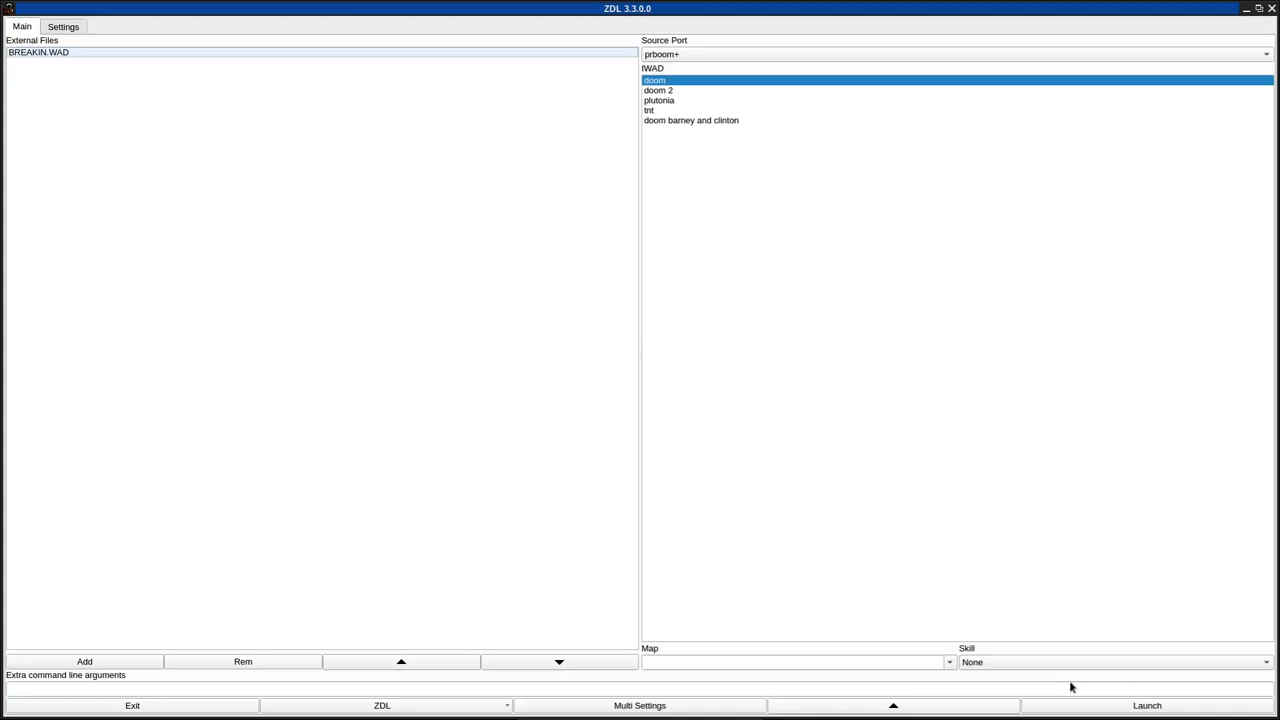 ZDL 3.3.0.0
Main
Settings
External Files
BREAKIN.WAD
Source Port
prboom+
IWAD
doom
doom 2
plutonia
tnt
doom barney and clinton
Map
Skill
None
Add
Rem
Extra command line arguments
Exit
ZDL
Multi Settings
Launch